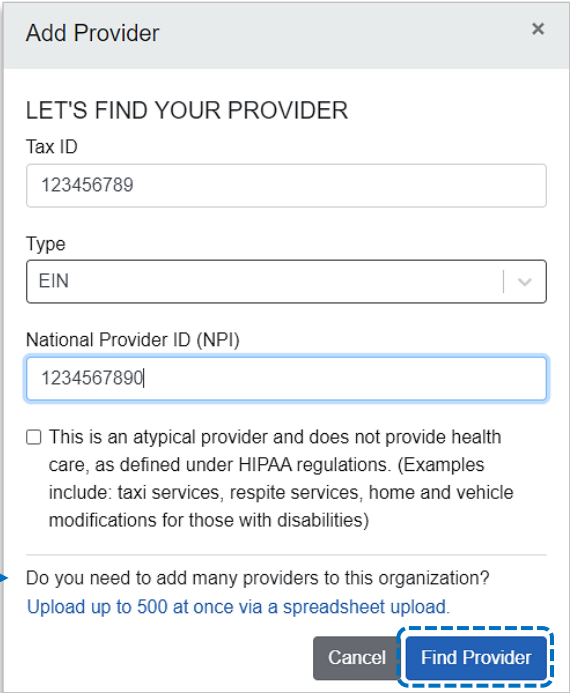 Add Provider
×
LET'S FIND YOUR PROVIDER
Tax ID
123456789
Type
EIN
National Provider ID (NPI)
1234567890
This is an atypical provider and does not provide health
care, as defined under HIPAA regulations. (Examples
include: taxi services, respite services, home and vehicle
modifications for those with disabilities)
Do you need to add many providers to this organization?
Upload up to 500 at once via a spreadsheet upload.
Cancel Find Provider